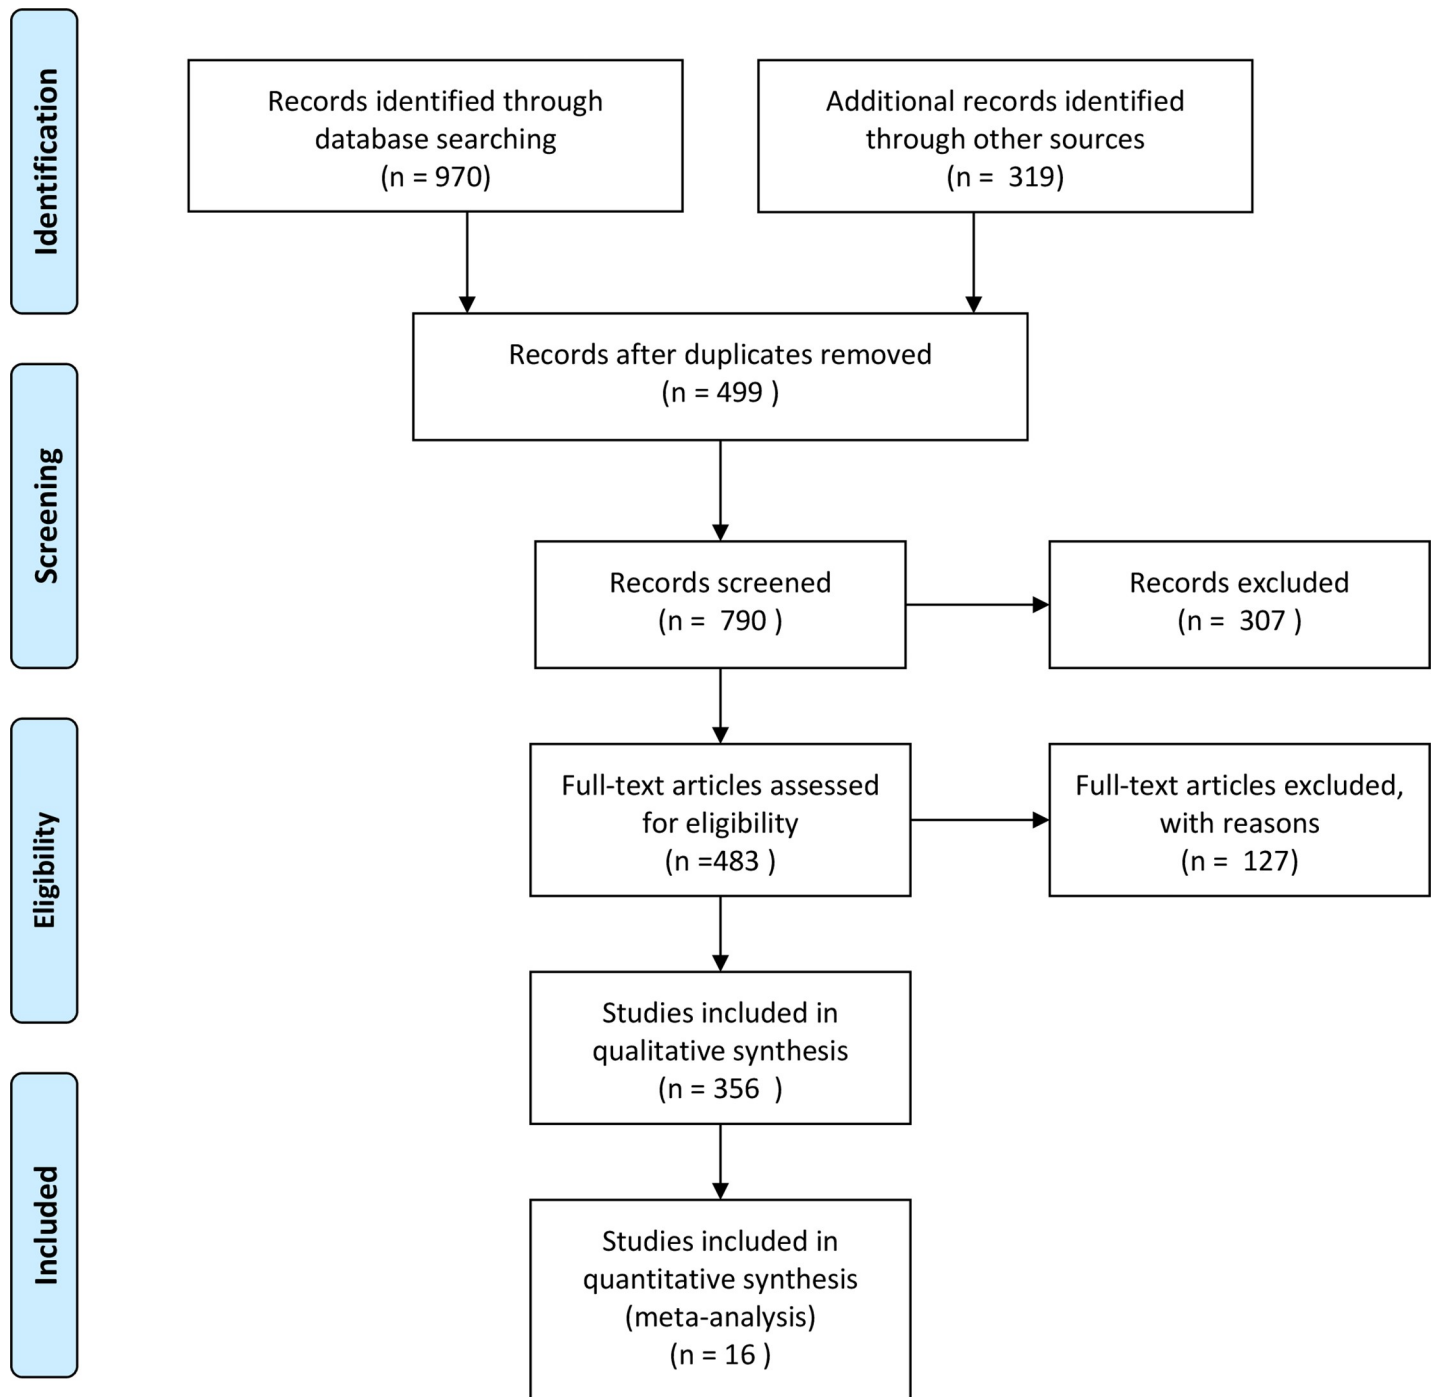 Identification
Records identified through
database searching
(n = 970)
Additional records identified
through other sources
(n =  319)
Records after duplicates removed
(n = 499 )
Screening
Records screened
(n =  790 )
Records excluded
(n =  307 )
Eligibility
Full-text articles assessed
for eligibility
(n =483 )
Full-text articles excluded,
with reasons
(n =  127)
Studies included in
qualitative synthesis
(n = 356  )
Included
Studies included in
quantitative synthesis
(meta-analysis)
(n = 16 )